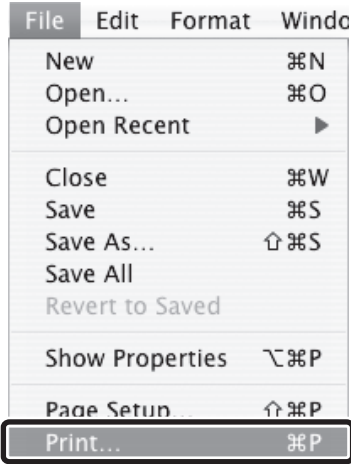 File Edit Format Windo
New ⌘N
Open... ⌘O
Open Recent ▶
Close ⌘W
Save ⌘S
Save As... ⇧⌘S
Save All
Revert to Saved
Show Properties ⌥⌘P
Page Setup... ⇧⌘P
Print... ⌘P